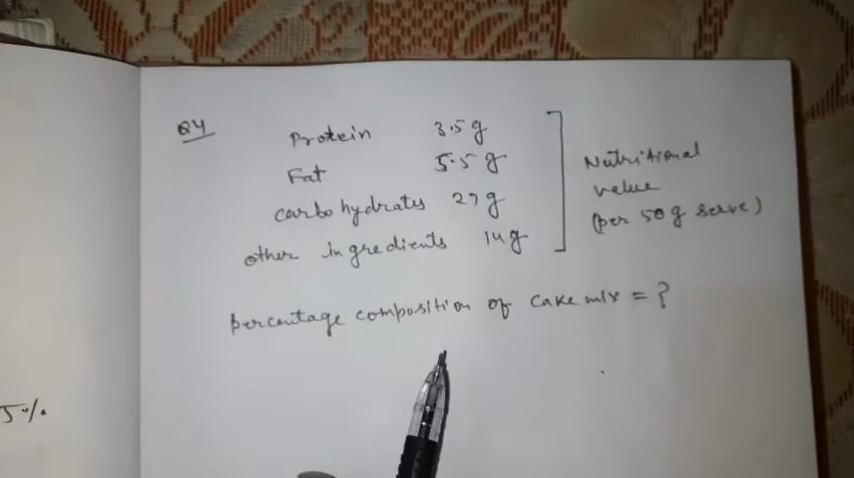 Q4
Protein 3.5 g
Fat 5.5 g
carbohydrates 27 g
other ingredients 14 g
Nutritional
value
(per 50 g serve)
percentage composition of cake mix = ?
5%